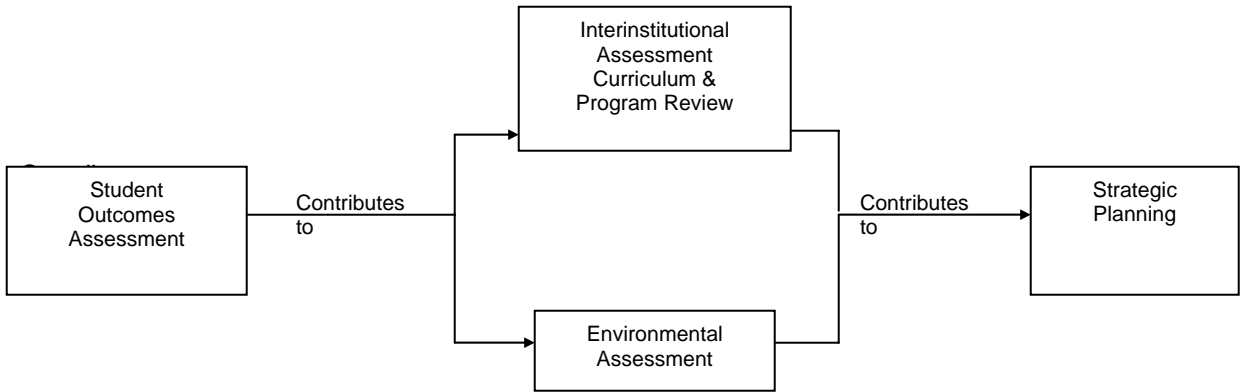 Interinstitutional
Assessment
Curriculum &
Program Review
Student
Outcomes
Assessment
Contributes
to
Contributes
to
Strategic
Planning
Environmental
Assessment